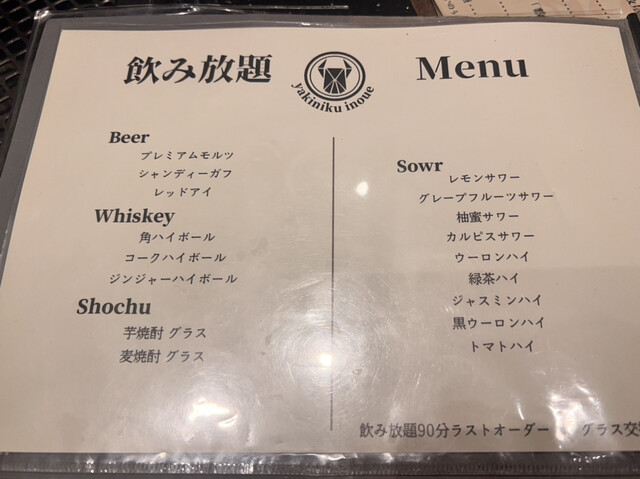 飲み放題
yakiniku inoue
Menu
Beer
プレミアムモルツ
シャンディーガフ
レッドアイ
Whiskey
角ハイボール
コークハイボール
ジンジャーハイボール
Shochu
芋焼酎 グラス
麦焼酎 グラス
Sowr
レモンサワー
グレープフルーツサワー
柚蜜サワー
カルピスサワー
ウーロンハイ
緑茶ハイ
ジャスミンハイ
黒ウーロンハイ
トマトハイ
飲み放題90分ラストオーダー グラス交